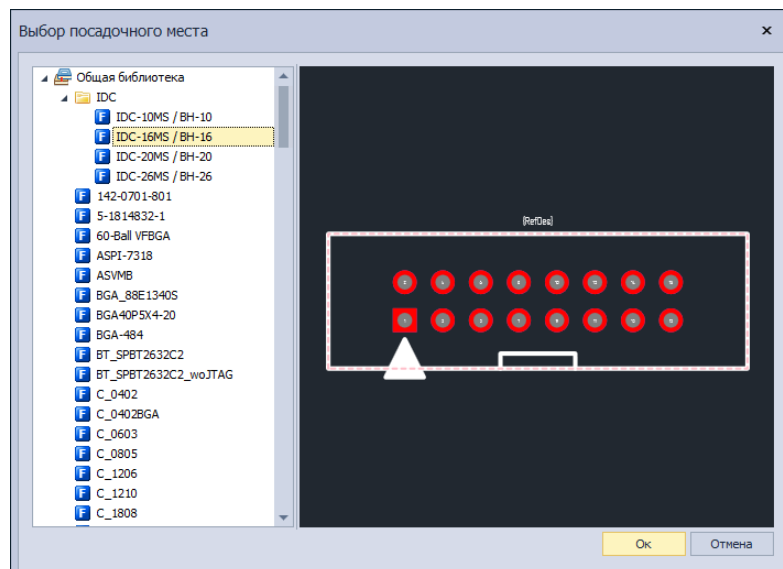 Выбор посадочного места
Общая библиотека
IDC
IDC-10MS / BH-10
IDC-16MS / BH-16
IDC-20MS / BH-20
IDC-26MS / BH-26
142-0701-801
5-1814832-1
60-Ball VFBGA
ASPI-7318
ASVMB
BGA_88E1340S
BGA40P5X4-20
BGA-484
BT_SPBT2632C2
BT_SPBT2632C2_woJTAG
C_0402
C_0402BGA
C_0603
C_0805
C_1206
C_1210
C_1808
{RefDes}
Ок
Отмена